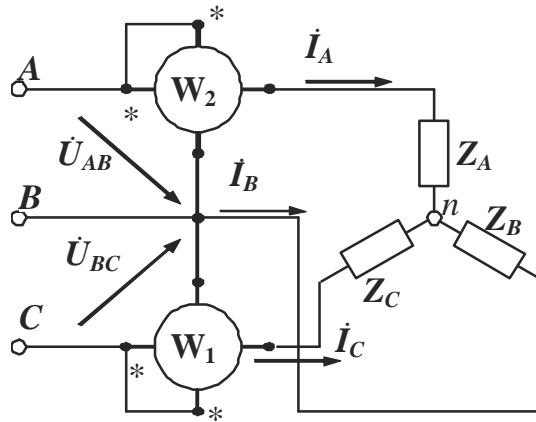 *
A
W₂
İ_A
*
U̇_AB
Z_A
B
İ_B
n
Z_B
U̇_BC
Z_C
C
W₁
İ_C
*
*